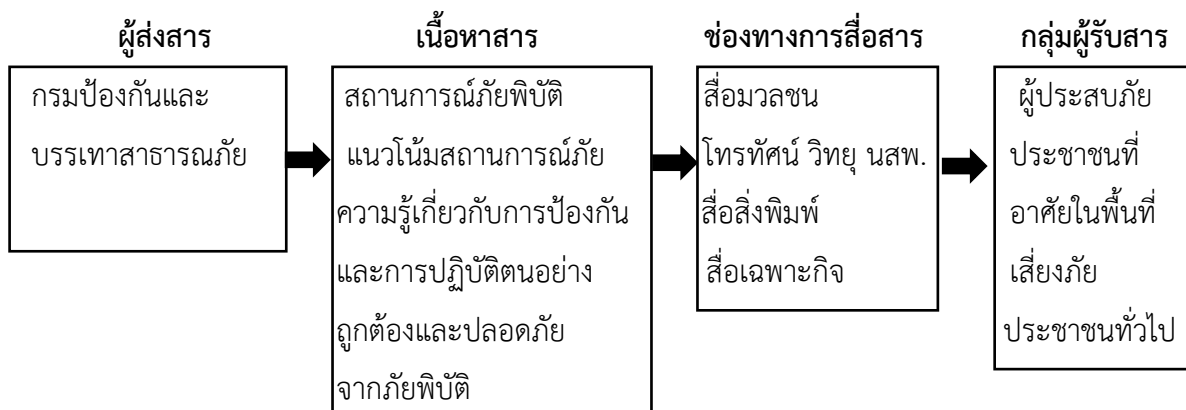 ผู้ส่งสาร
กรมป้องกันและ
บรรเทาสาธารณภัย
เนื้อหาสาร
สถานการณ์ภัยพิบัติ
แนวโน้มสถานการณ์ภัย
ความรู้เกี่ยวกับการป้องกัน
และการปฏิบัติตนอย่าง
ถูกต้องและปลอดภัย
จากภัยพิบัติ
ช่องทางการสื่อสาร
สื่อมวลชน
โทรทัศน์ วิทยุ นสพ.
สื่อสิ่งพิมพ์
สื่อเฉพาะกิจ
กลุ่มผู้รับสาร
ผู้ประสบภัย
ประชาชนที่
อาศัยในพื้นที่
เสี่ยงภัย
ประชาชนทั่วไป